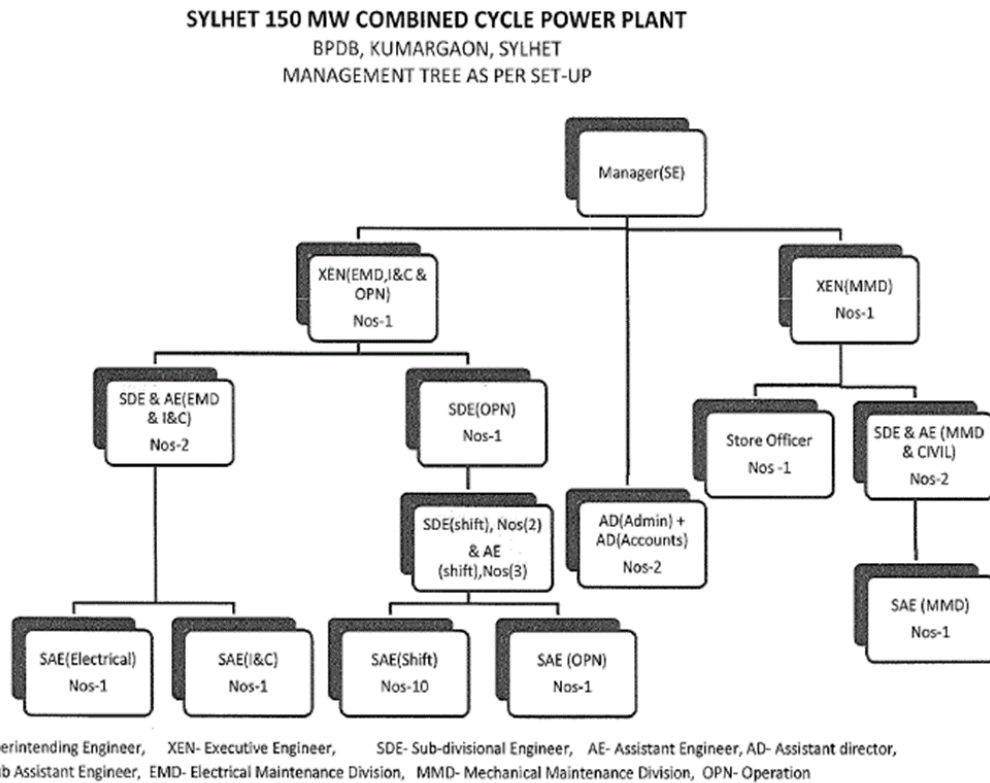 SYLHET 150 MW COMBINED CYCLE POWER PLANT
BPDB, KUMARGAON, SYLHET
MANAGEMENT TREE AS PER SET-UP
Manager(SE)
XEN(EMD,I&C &
OPN)
Nos-1
XEN(MMD)
Nos-1
SDE & AE(EMD
& I&C)
Nos-2
SDE(OPN)
Nos-1
Store Officer
Nos -1
SDE & AE (MMD
& CIVIL)
Nos-2
SDE(shift), Nos(2)
& AE
(shift),Nos(3)
AD(Admin) +
AD(Accounts)
Nos-2
SAE (MMD)
Nos-1
SAE(Electrical)
Nos-1
SAE(I&C)
Nos-1
SAE(Shift)
Nos-10
SAE (OPN)
Nos-1
erintending Engineer, XEN- Executive Engineer, SDE- Sub-divisional Engineer, AE- Assistant Engineer, AD- Assistant director,
b Assistant Engineer, EMD- Electrical Maintenance Division, MMD- Mechanical Maintenance Division, OPN- Operation